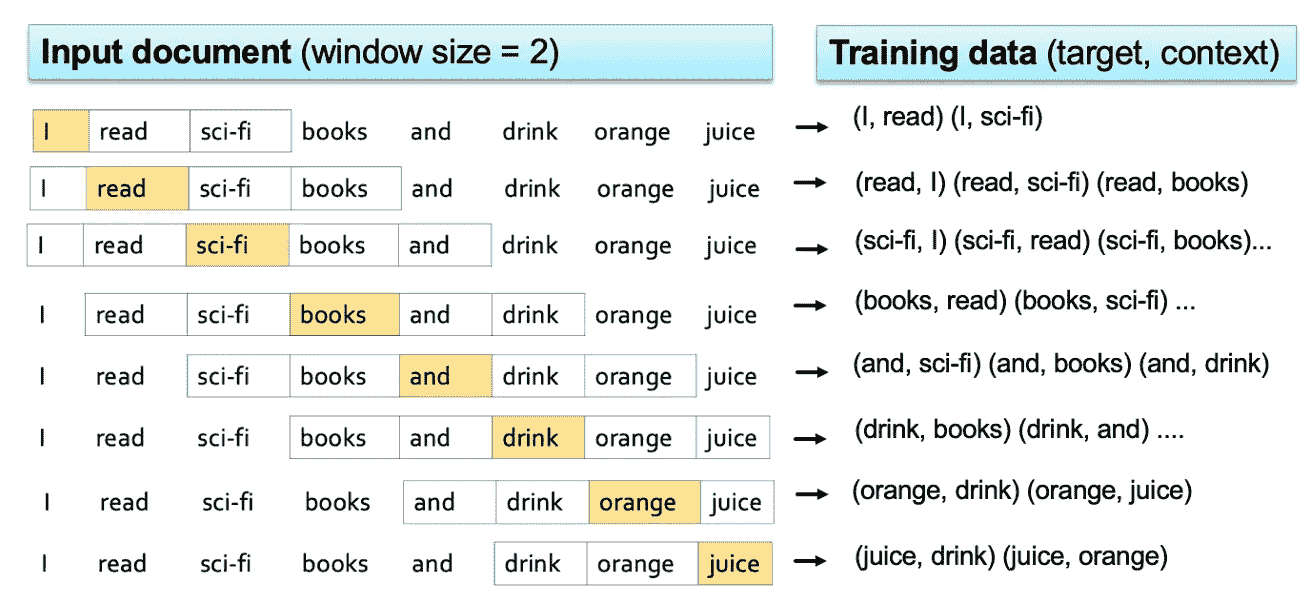 Input document (window size = 2) Training data (target, context)
I read sci-fi books and drink orange juice → (I, read) (I, sci-fi)
I read sci-fi books and drink orange juice → (read, I) (read, sci-fi) (read, books)
I read sci-fi books and drink orange juice → (sci-fi, I) (sci-fi, read) (sci-fi, books)...
I read sci-fi books and drink orange juice → (books, read) (books, sci-fi) ...
I read sci-fi books and drink orange juice → (and, sci-fi) (and, books) (and, drink)
I read sci-fi books and drink orange juice → (drink, books) (drink, and) ....
I read sci-fi books and drink orange juice → (orange, drink) (orange, juice)
I read sci-fi books and drink orange juice → (juice, drink) (juice, orange)